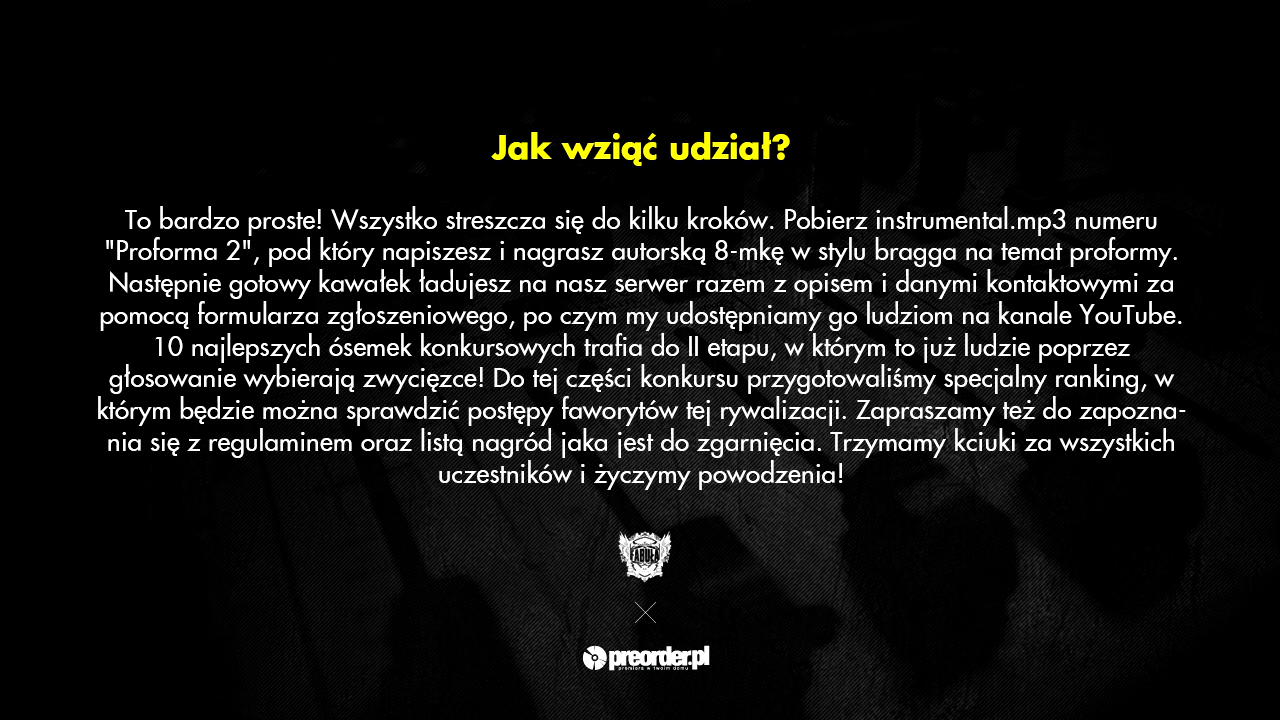 Jak wziąć udział?
To bardzo proste! Wszystko streszcza się do kilku kroków. Pobierz instrumental.mp3 numeru
"Proforma 2", pod który napiszesz i nagrasz autorską 8-mkę w stylu bragga na temat proformy.
Następnie gotowy kawałek ładujesz na nasz serwer razem z opisem i danymi kontaktowymi za
pomocą formularza zgłoszeniowego, po czym my udostępniamy go ludziom na kanale YouTube.
10 najlepszych ósemek konkursowych trafia do II etapu, w którym to już ludzie poprzez
głosowanie wybierają zwycięzce! Do tej części konkursu przygotowaliśmy specjalny ranking, w
którym będzie można sprawdzić postępy faworytów tej rywalizacji. Zapraszamy też do zapozna-
nia się z regulaminem oraz listą nagród jaka jest do zgarnięcia. Trzymamy kciuki za wszystkich
uczestników i życzymy powodzenia!
FABUŁA
preorder.pl
premiera w twoim domu